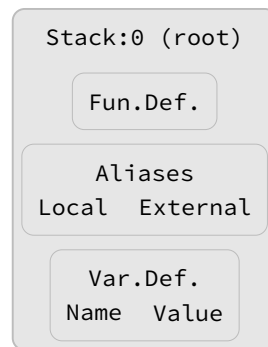 Stack:0 (root)
Fun.Def.
Aliases
Local External
Var.Def.
Name Value